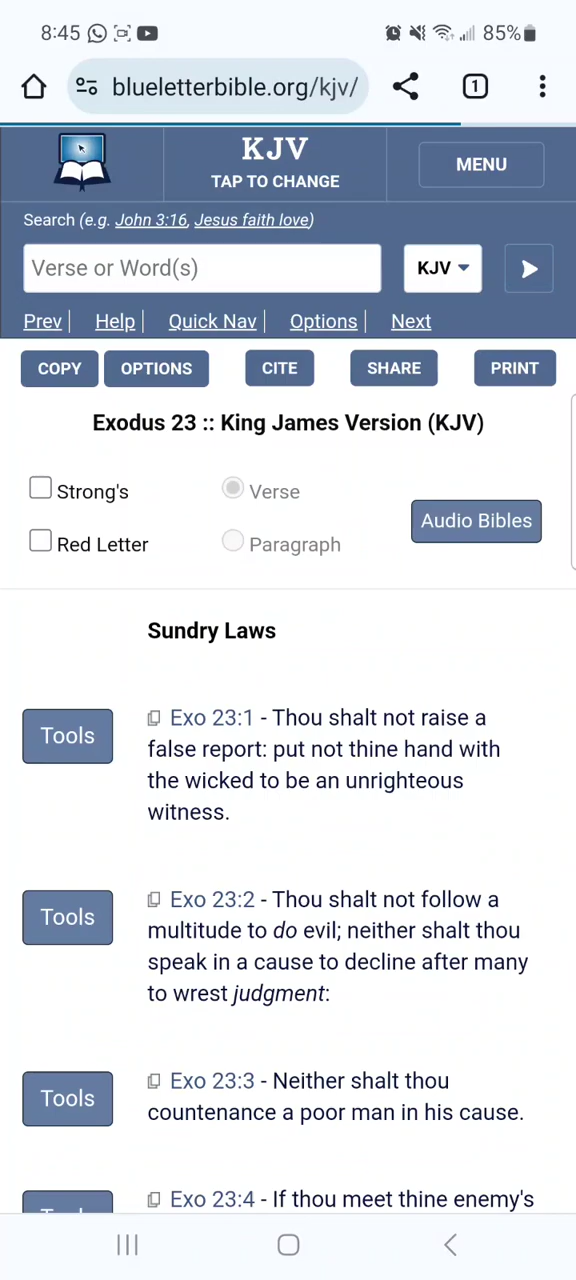 8:45 85%
blueletterbible.org/kjv/ 1
KJV
TAP TO CHANGE
MENU
Search (e.g. John 3:16, Jesus faith love)
Verse or Word(s) KJV
Prev| Help| Quick Nav| Options| Next
COPY OPTIONS CITE SHARE PRINT
Exodus 23 :: King James Version (KJV)
Strong's Verse
Audio Bibles
Red Letter Paragraph
Sundry Laws
Tools
Exo 23:1 - Thou shalt not raise a
false report: put not thine hand with
the wicked to be an unrighteous
witness.
Tools
Exo 23:2 - Thou shalt not follow a
multitude to do evil; neither shalt thou
speak in a cause to decline after many
to wrest judgment:
Tools
Exo 23:3 - Neither shalt thou
countenance a poor man in his cause.
Exo 23:4 - If thou meet thine enemy's